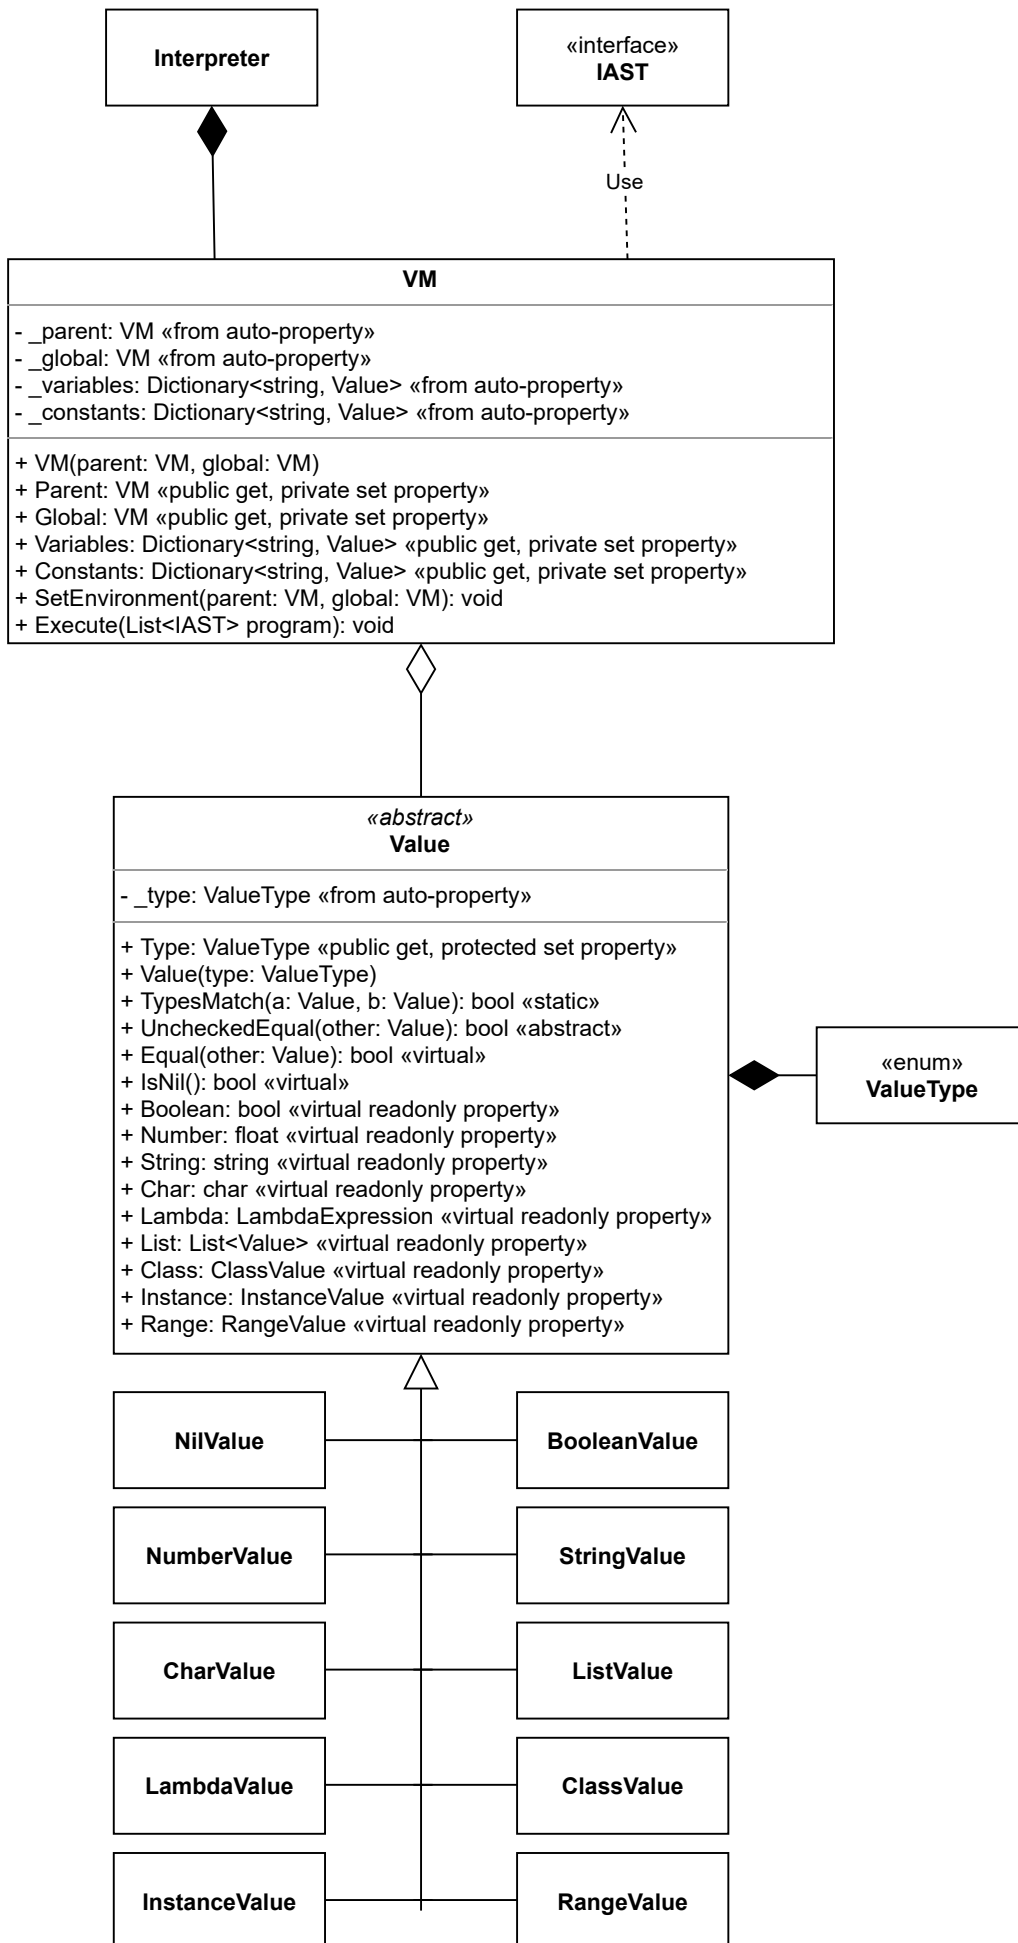 Interpreter
«interface»
IAST
Use
VM
- _parent: VM «from auto-property»
- _global: VM «from auto-property»
- _variables: Dictionary<string, Value> «from auto-property»
- _constants: Dictionary<string, Value> «from auto-property»
+ VM(parent: VM, global: VM)
+ Parent: VM «public get, private set property»
+ Global: VM «public get, private set property»
+ Variables: Dictionary<string, Value> «public get, private set property»
+ Constants: Dictionary<string, Value> «public get, private set property»
+ SetEnvironment(parent: VM, global: VM): void
+ Execute(List<IAST> program): void
«abstract»
Value
- _type: ValueType «from auto-property»
+ Type: ValueType «public get, protected set property»
+ Value(type: ValueType)
+ TypesMatch(a: Value, b: Value): bool «static»
+ UncheckedEqual(other: Value): bool «abstract»
+ Equal(other: Value): bool «virtual»
+ IsNil(): bool «virtual»
+ Boolean: bool «virtual readonly property»
+ Number: float «virtual readonly property»
+ String: string «virtual readonly property»
+ Char: char «virtual readonly property»
+ Lambda: LambdaExpression «virtual readonly property»
+ List: List<Value> «virtual readonly property»
+ Class: ClassValue «virtual readonly property»
+ Instance: InstanceValue «virtual readonly property»
+ Range: RangeValue «virtual readonly property»
«enum»
ValueType
NilValue
BooleanValue
NumberValue
StringValue
CharValue
ListValue
LambdaValue
ClassValue
InstanceValue
RangeValue